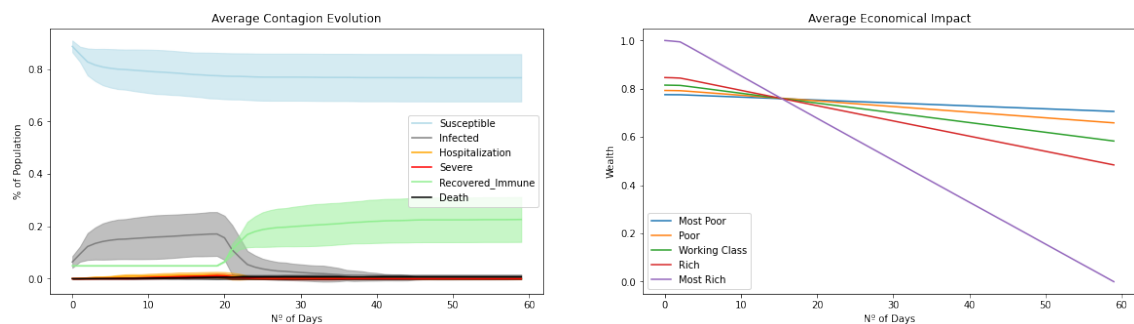 Average Contagion Evolution
% of Population
0.8
0.6
0.4
0.2
0.0
Susceptible
Infected
Hospitalization
Severe
Recovered_Immune
Death
0 10 20 30 40 50 60
Nº of Days
Average Economical Impact
Wealth
1.0
0.8
0.6
0.4
0.2
0.0
Most Poor
Poor
Working Class
Rich
Most Rich
0 10 20 30 40 50 60
Nº of Days